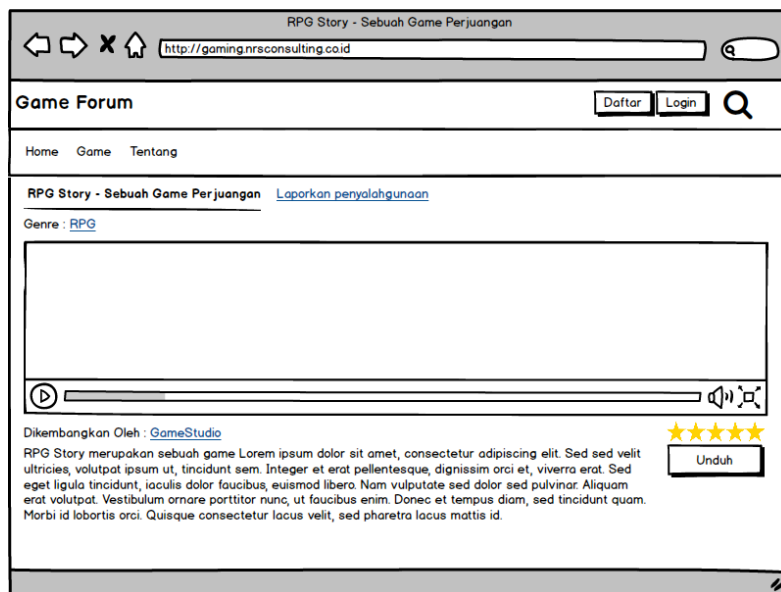 RPG Story - Sebuah Game Perjuangan
http://gaming.nrsconsulting.co.id
Game Forum
Daftar
Login
Home Game Tentang
RPG Story - Sebuah Game Perjuangan Laporkan penyalahgunaan
Genre : RPG
Dikembangkan Oleh : GameStudio
RPG Story merupakan sebuah game Lorem ipsum dolor sit amet, consectetur adipiscing elit. Sed sed velit
ultricies, volutpat ipsum ut, tincidunt sem. Integer et erat pellentesque, dignissim orci et, viverra erat. Sed
eget ligula tincidunt, iaculis dolor faucibus, euismod libero. Nam vulputate sed dolor sed pulvinar. Aliquam
erat volutpat. Vestibulum ornare porttitor nunc, ut faucibus enim. Donec et tempus diam, sed tincidunt quam.
Morbi id lobortis orci. Quisque consectetur lacus velit, sed pharetra lacus mattis id.
Unduh